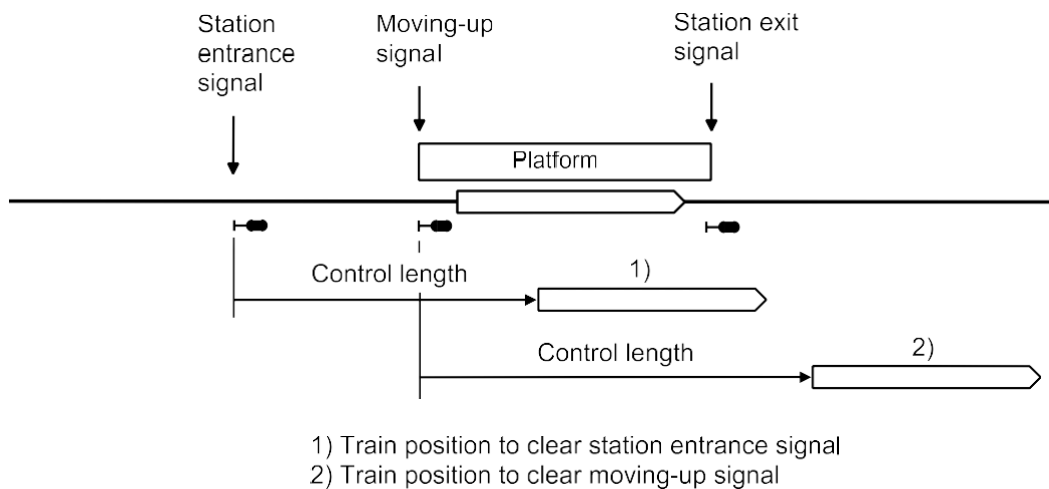 Station
entrance
signal
Moving-up
signal
Station exit
signal
Platform
Control length
1)
Control length
2)
1) Train position to clear station entrance signal
2) Train position to clear moving-up signal